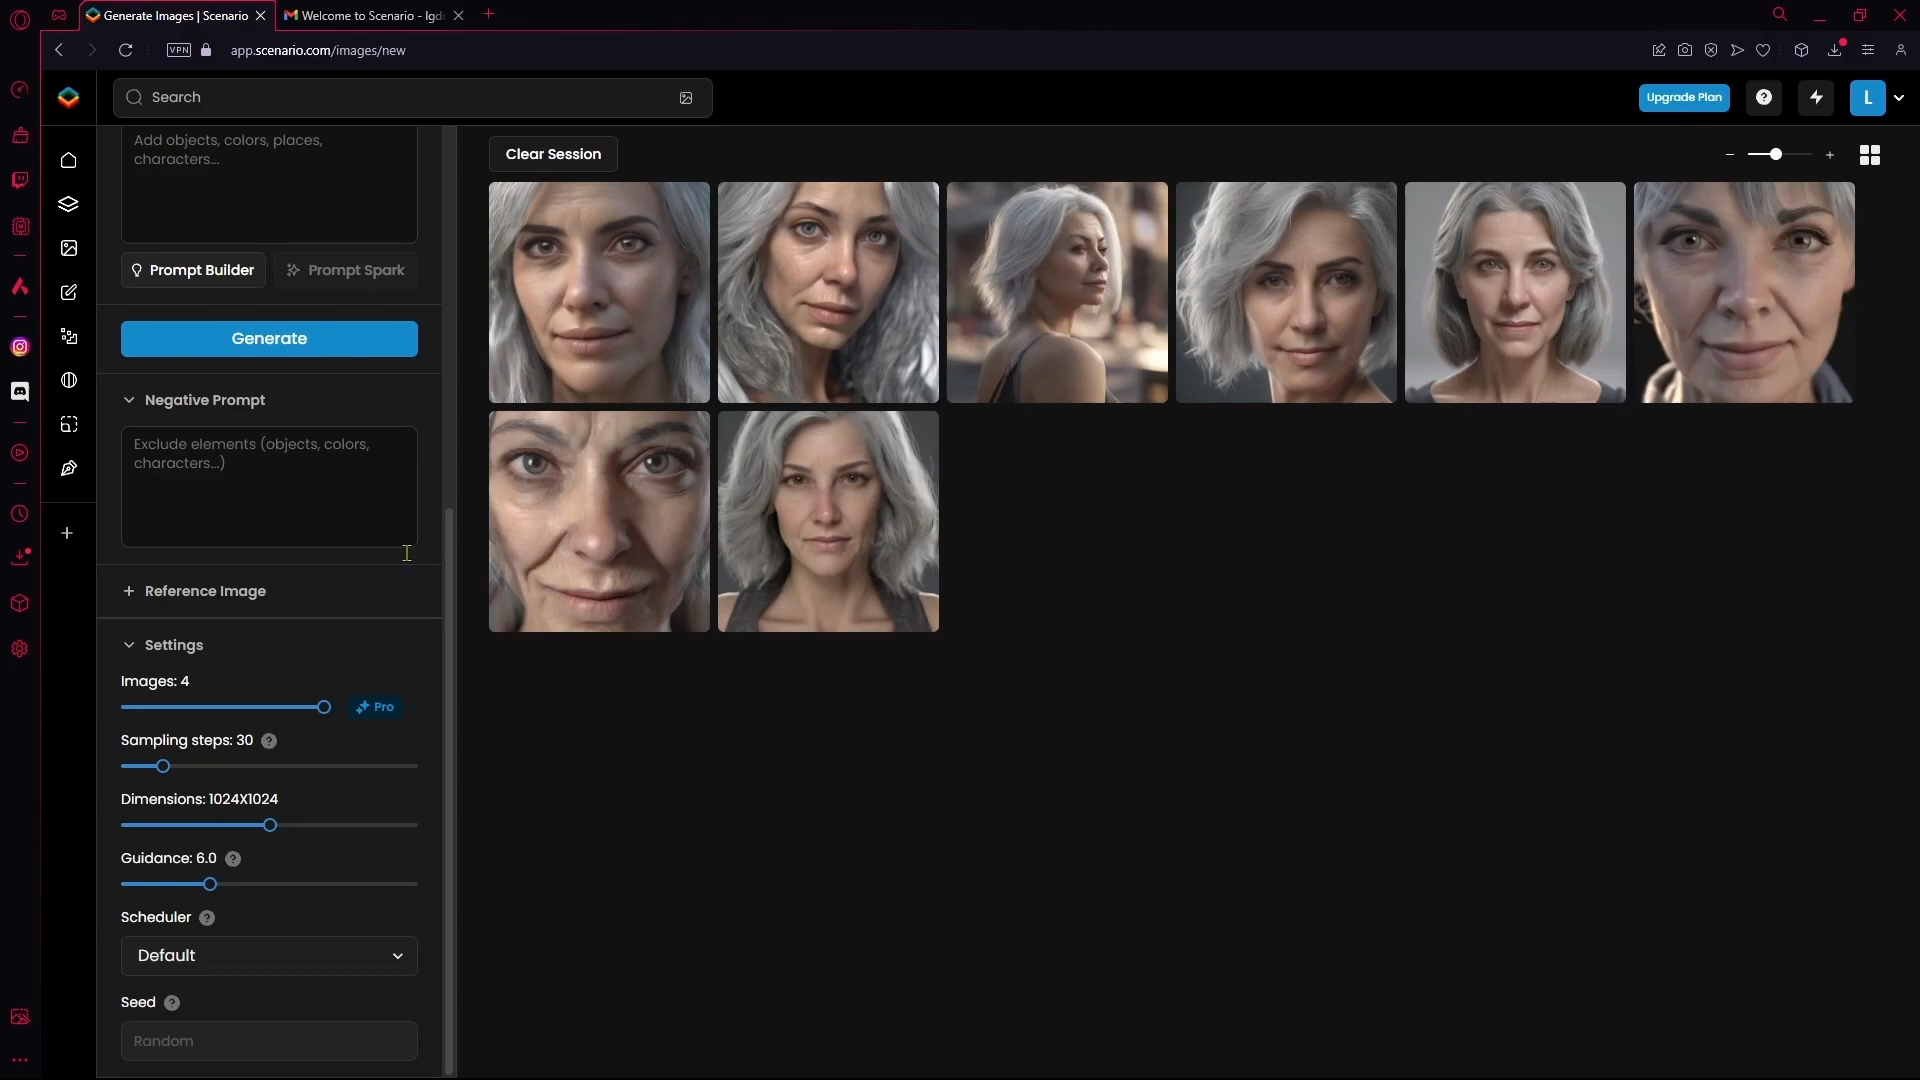 Generate Images | Scenario
Welcome to Scenario - lgd
VPN
app.scenario.com/images/new
Search
Upgrade Plan
?
L
Add objects, colors, places,
characters...
Clear Session
Prompt Builder
Prompt Spark
Generate
Negative Prompt
Exclude elements (objects, colors,
characters...)
Reference Image
Settings
Images: 4
Pro
Sampling steps: 30 ?
Dimensions: 1024X1024
Guidance: 6.0 ?
Scheduler ?
Default
Seed ?
Random